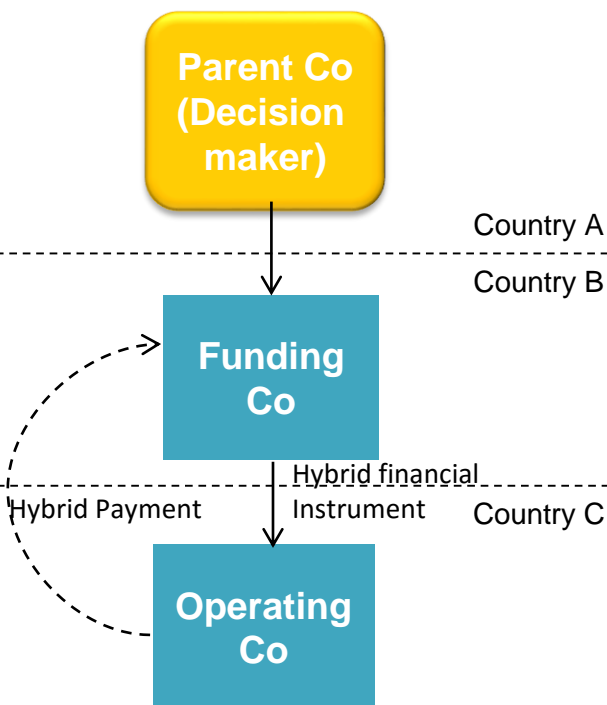 Parent Co
(Decision
maker)
Country A
Country B
Funding
Co
Hybrid financial
Hybrid Payment
Instrument
Country C
Operating
Co